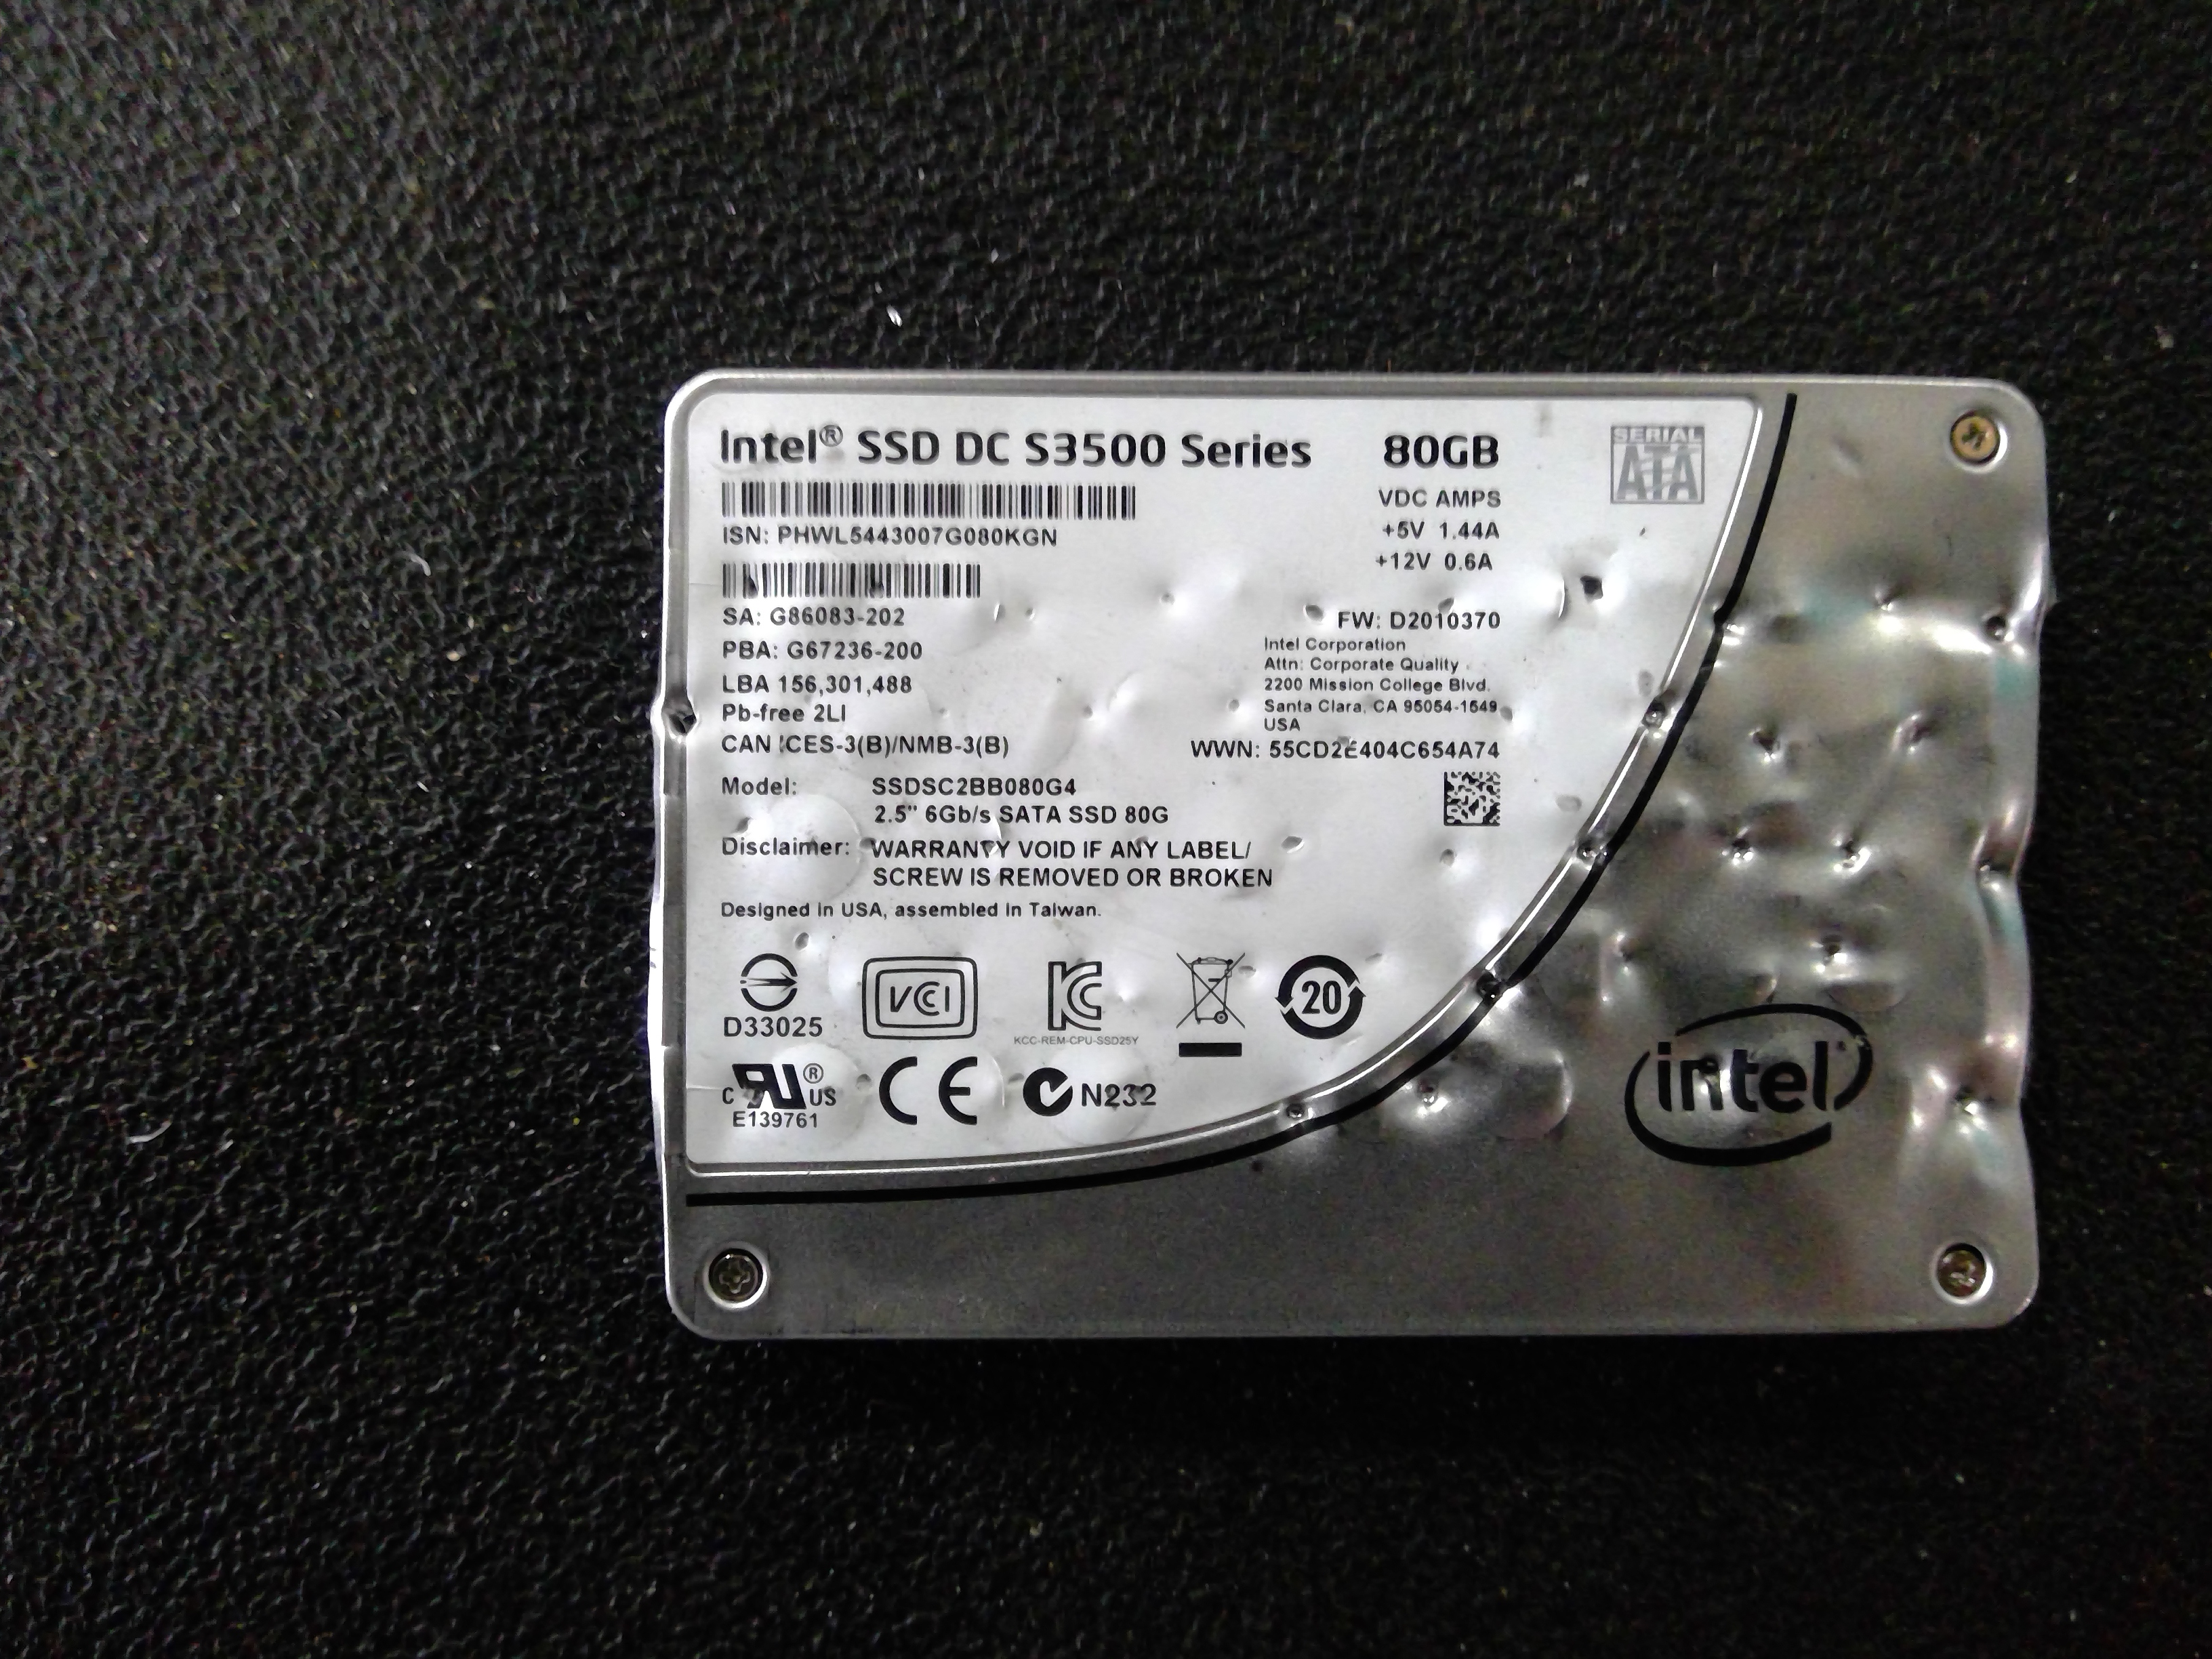 Intel® SSD DC S3500 Series 80GB
SERIAL
ATA
VDC AMPS
+5V 1.44A
+12V 0.6A
ISN: PHWL5443007G080KGN
SA: G86083-202
PBA: G67236-200
LBA 156,301,488
Pb-free 2LI
CAN ICES-3(B)/NMB-3(B)
FW: D2010370
Intel Corporation
Attn: Corporate Quality
2200 Mission College Blvd.
Santa Clara, CA 95054-1549
USA
WWN: 55CD2E404C654A74
Model: SSDSC2BB080G4
2.5" 6Gb/s SATA SSD 80G
Disclaimer: WARRANTY VOID IF ANY LABEL/
SCREW IS REMOVED OR BROKEN
Designed in USA, assembled in Taiwan.
D33025
VCI
KC
KCC-REM-CPU-SSD25Y
20
c RU® US
E139761
CE
N232
intel